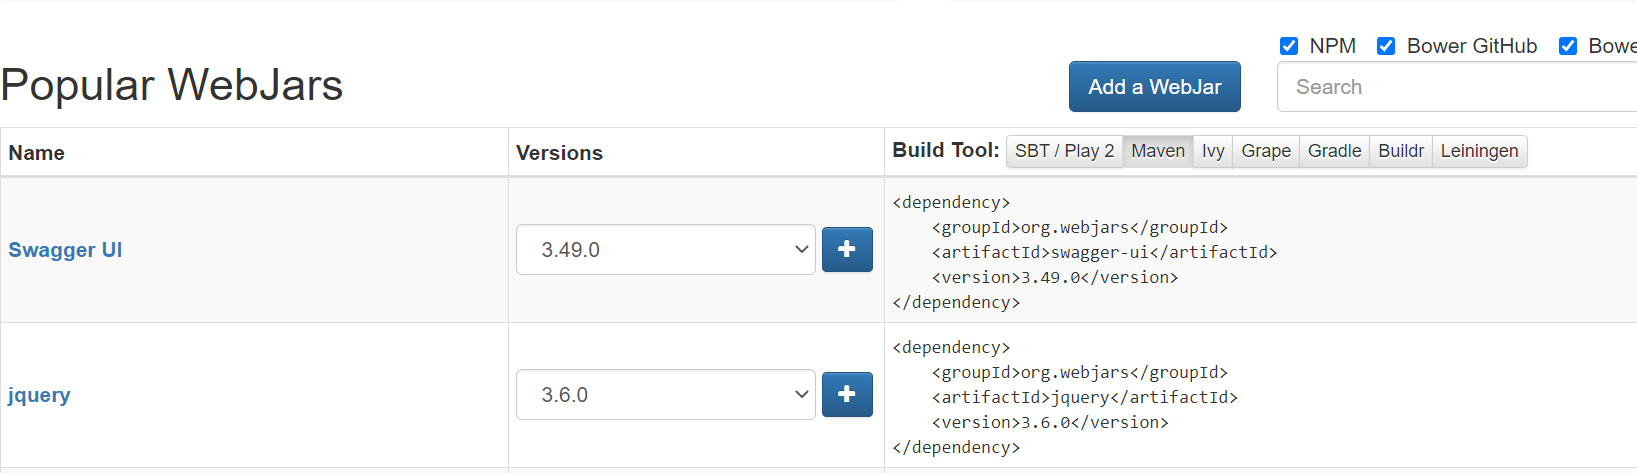 NPM Bower GitHub Bowe
Popular WebJars
Add a WebJar
Search
Name Versions Build Tool: SBT / Play 2 Maven Ivy Grape Gradle Buildr Leiningen
Swagger UI
3.49.0
<dependency>
    <groupId>org.webjars</groupId>
    <artifactId>swagger-ui</artifactId>
    <version>3.49.0</version>
</dependency>
jquery
3.6.0
<dependency>
    <groupId>org.webjars</groupId>
    <artifactId>jquery</artifactId>
    <version>3.6.0</version>
</dependency>